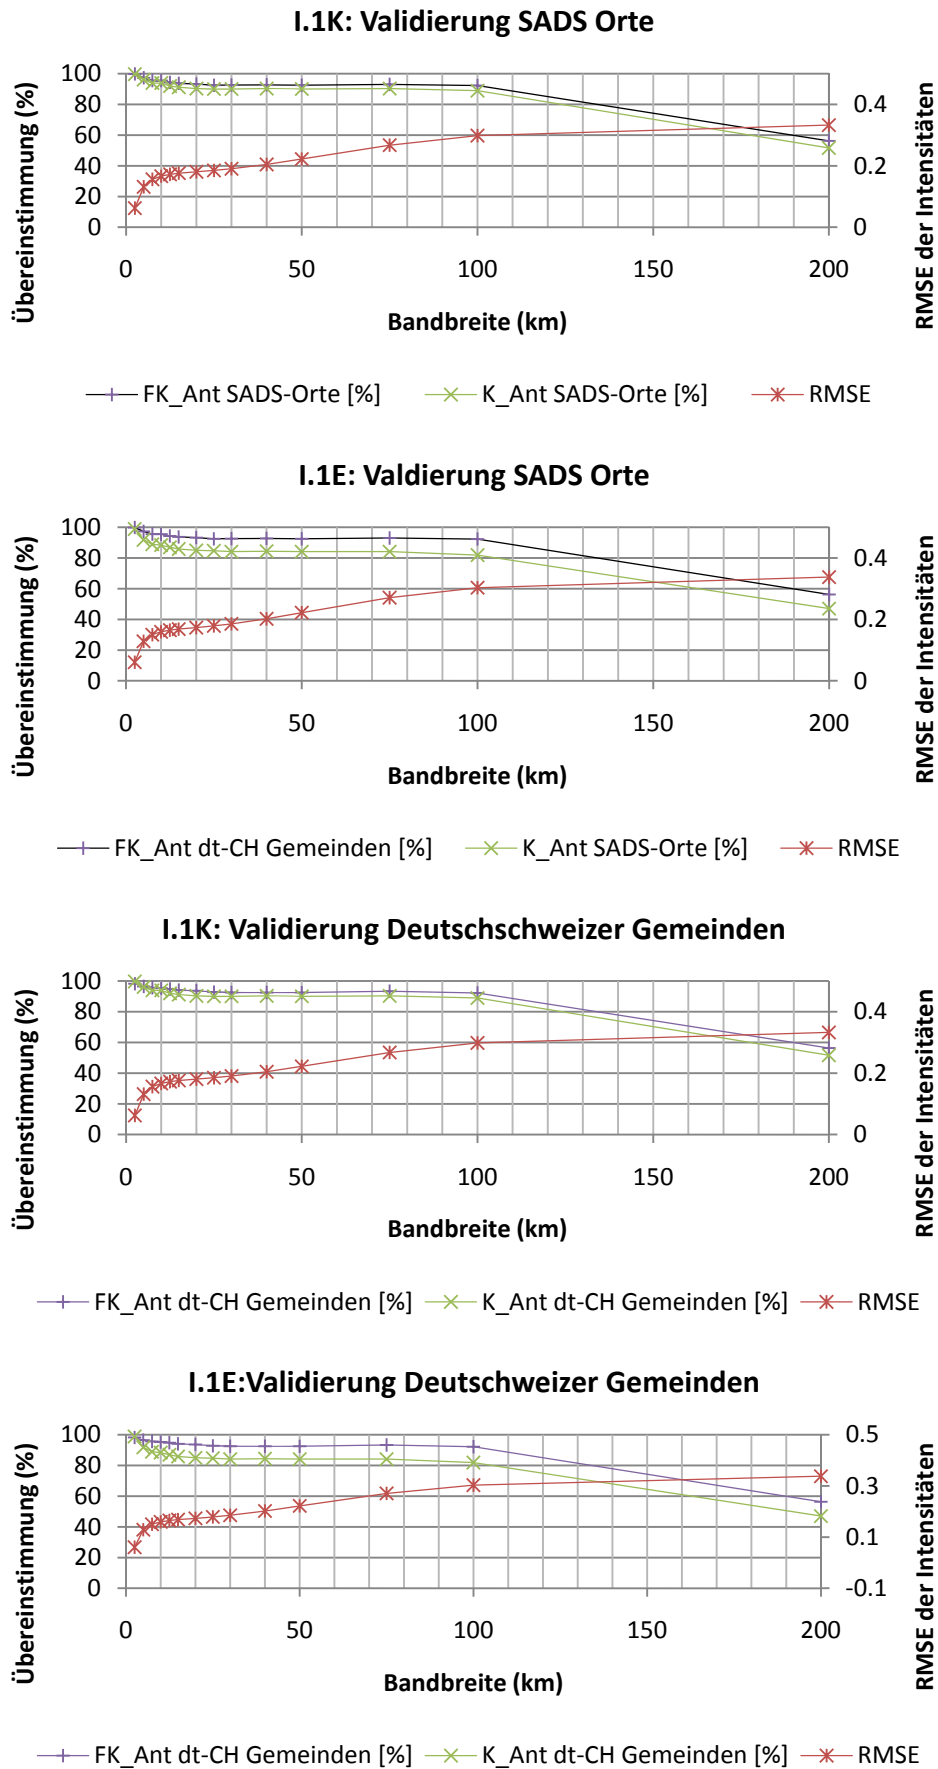 I.1K: Validierung SADS Orte
Übereinstimmung (%)
100
80
60
40
20
0
0.4
0.2
0
RMSE der Intensitäten
0 50 100 150 200
Bandbreite (km)
FK_Ant SADS-Orte [%] K_Ant SADS-Orte [%] RMSE
I.1E: Valdierung SADS Orte
Übereinstimmung (%)
100
80
60
40
20
0
0.4
0.2
0
RMSE der Intensitäten
0 50 100 150 200
Bandbreite (km)
FK_Ant dt-CH Gemeinden [%] K_Ant SADS-Orte [%] RMSE
I.1K: Validierung Deutschschweizer Gemeinden
Übereinstimmung (%)
100
80
60
40
20
0
0.4
0.2
0
RMSE der Intensitäten
0 50 100 150 200
Bandbreite (km)
FK_Ant dt-CH Gemeinden [%] K_Ant dt-CH Gemeinden [%] RMSE
I.1E:Validierung Deutschweizer Gemeinden
Übereinstimmung (%)
100
80
60
40
20
0
0.5
0.3
0.1
-0.1
RMSE der Intensitäten
0 50 100 150 200
Bandbreite (km)
FK_Ant dt-CH Gemeinden [%] K_Ant dt-CH Gemeinden [%] RMSE